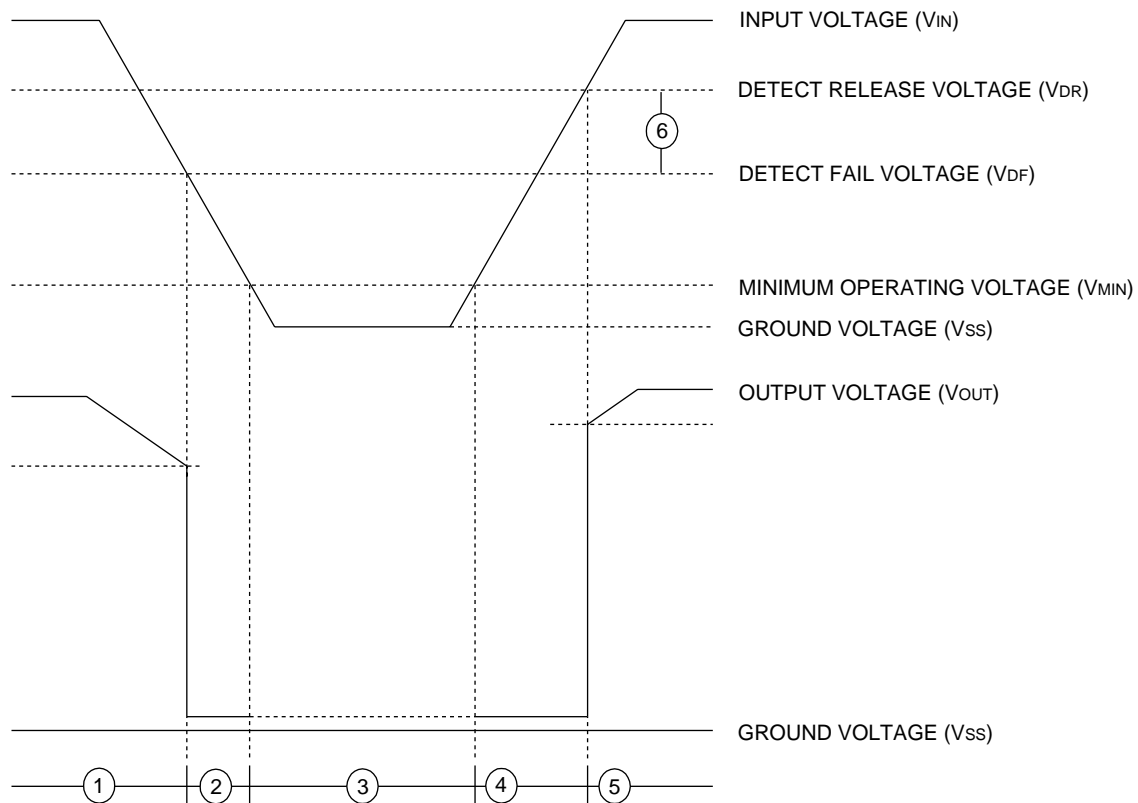 INPUT VOLTAGE (VIN)
DETECT RELEASE VOLTAGE (VDR)
6
DETECT FAIL VOLTAGE (VDF)
MINIMUM OPERATING VOLTAGE (VMIN)
GROUND VOLTAGE (VSS)
OUTPUT VOLTAGE (VOUT)
GROUND VOLTAGE (VSS)
1 2 3 4 5